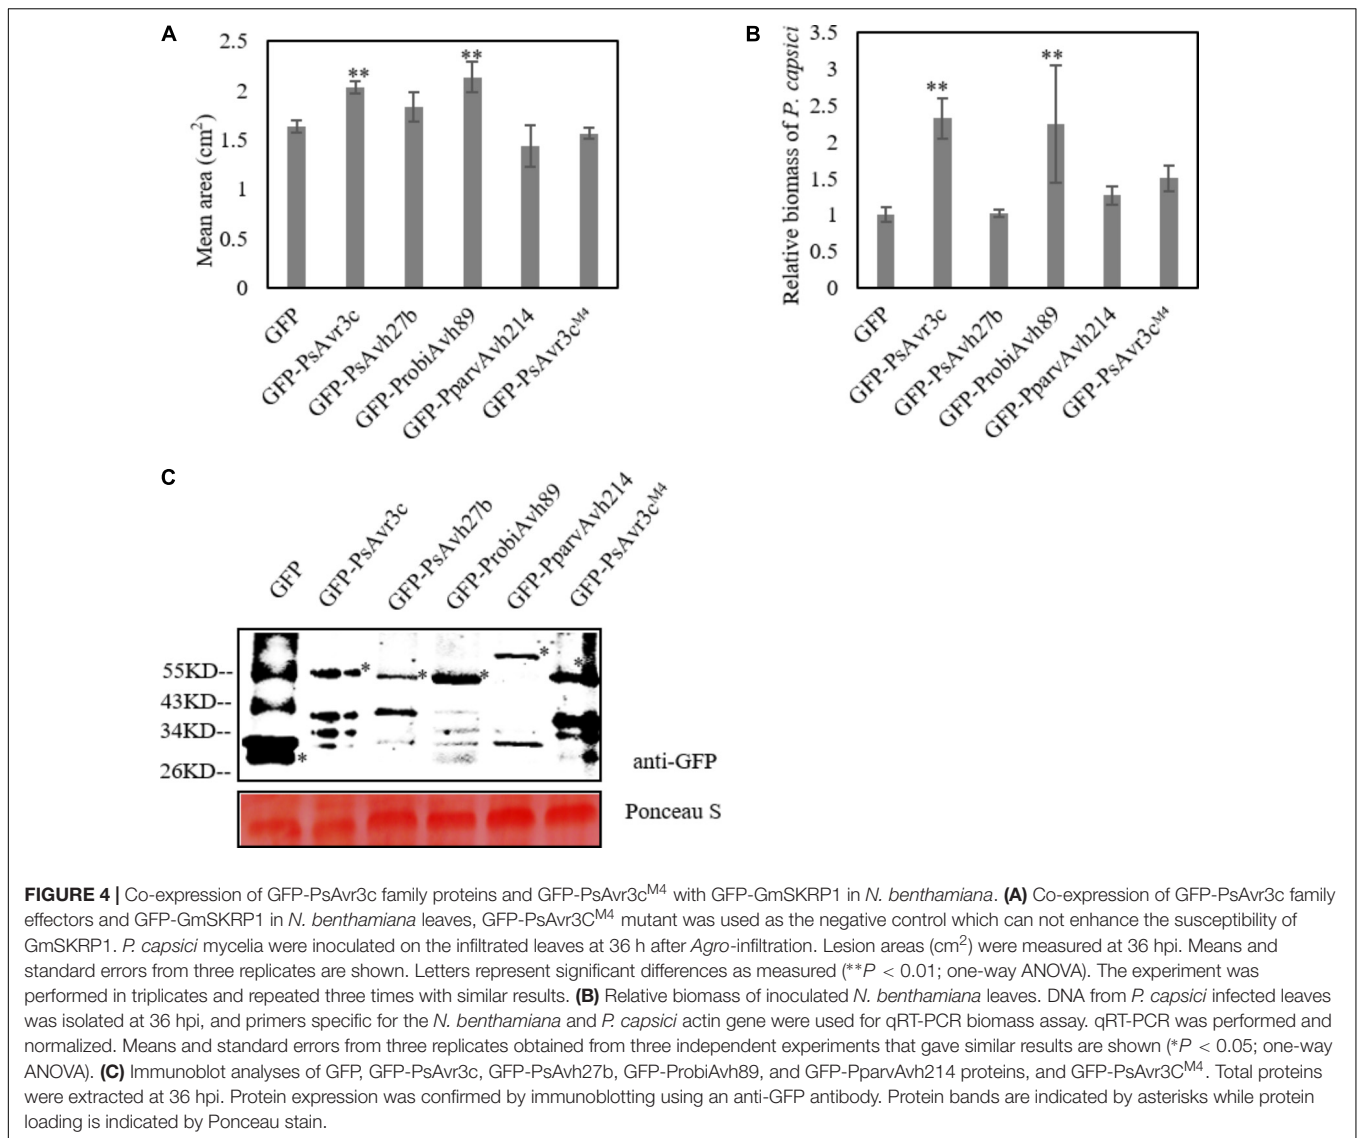 A
2.5
2
1.5
1
0.5
0
Mean area (cm²)
**
**
GFP
GFP-PsAvr3c
GFP-PsAvh27b
GFP-ProbiAvh89
GFP-PparvAvh214
GFP-PsAvr3cᴹ⁴
B
3.5
3
2.5
2
1.5
1
0.5
0
Relative biomass of P. capsici
**
**
GFP
GFP-PsAvr3c
GFP-PsAvh27b
GFP-ProbiAvh89
GFP-PparvAvh214
GFP-PsAvr3cᴹ⁴
C
GFP
GFP-PsAvr3c
GFP-PsAvh27b
GFP-ProbiAvh89
GFP-PparvAvh214
GFP-PsAvr3cᴹ⁴
55KD--
43KD--
34KD--
26KD--
*
*
*
*
*
*
anti-GFP
Ponceau S
FIGURE 4 | Co-expression of GFP-PsAvr3c family proteins and GFP-PsAvr3cᴹ⁴ with GFP-GmSKRP1 in N. benthamiana. (A) Co-expression of GFP-PsAvr3c family
effectors and GFP-GmSKRP1 in N. benthamiana leaves, GFP-PsAvr3Cᴹ⁴ mutant was used as the negative control which can not enhance the susceptibility of
GmSKRP1. P. capsici mycelia were inoculated on the infiltrated leaves at 36 h after Agro-infiltration. Lesion areas (cm²) were measured at 36 hpi. Means and
standard errors from three replicates are shown. Letters represent significant differences as measured (**P < 0.01; one-way ANOVA). The experiment was
performed in triplicates and repeated three times with similar results. (B) Relative biomass of inoculated N. benthamiana leaves. DNA from P. capsici infected leaves
was isolated at 36 hpi, and primers specific for the N. benthamiana and P. capsici actin gene were used for qRT-PCR biomass assay. qRT-PCR was performed and
normalized. Means and standard errors from three replicates obtained from three independent experiments that gave similar results are shown (*P < 0.05; one-way
ANOVA). (C) Immunoblot analyses of GFP, GFP-PsAvr3c, GFP-PsAvh27b, GFP-ProbiAvh89, and GFP-PparvAvh214 proteins, and GFP-PsAvr3Cᴹ⁴. Total proteins
were extracted at 36 hpi. Protein expression was confirmed by immunoblotting using an anti-GFP antibody. Protein bands are indicated by asterisks while protein
loading is indicated by Ponceau stain.